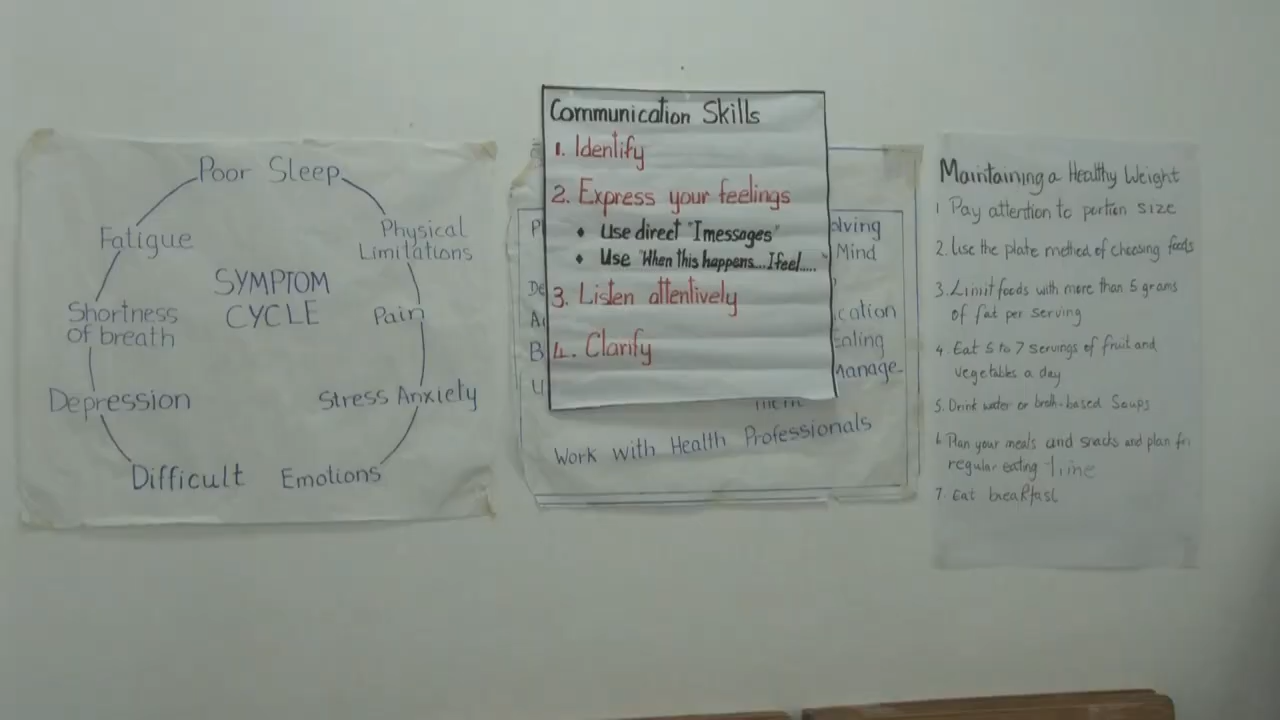 Poor Sleep
Physical
Limitations
Pain
Stress Anxiety
Difficult Emotions
Depression
Shortness
of breath
Fatigue
SYMPTOM
CYCLE
Communication Skills
1. Identify
2. Express your feelings
• Use direct "I messages"
• Use "When this happens...I feel....."
3. Listen attentively
4. Clarify
Mind
Work with Health Professionals
Maintaining a Healthy Weight
1 Pay attention to portion size
2. Use the plate method of choosing foods
3. Limit foods with more than 5 grams
of fat per serving
4. Eat 5 to 7 servings of fruit and
vegetables a day
5. Drink water or broth-based Soups
6 Plan your meals and snacks and plan for
regular eating time
7. Eat breakfast